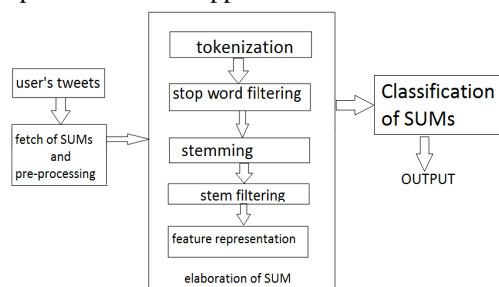 user's tweets
fetch of SUMs
and
pre-processing
tokenization
stop word filtering
stemming
stem filtering
feature representation
elaboration of SUM
Classification
of SUMs
OUTPUT